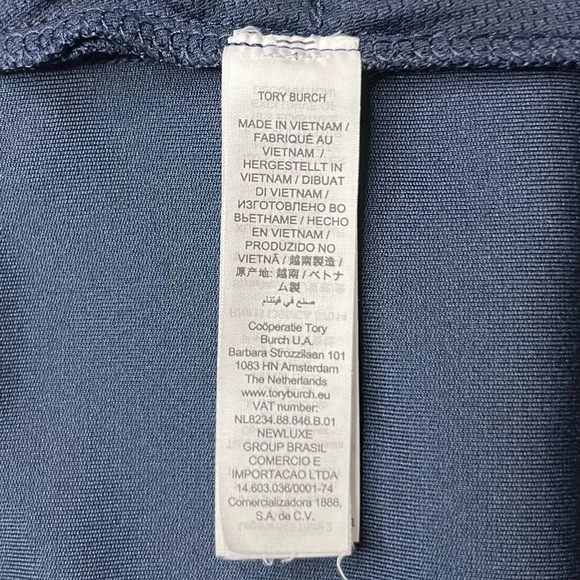 TORY BURCH
MADE IN VIETNAM /
FABRIQUÉ AU
VIETNAM /
HERGESTELLT IN
VIETNAM / DIBUAT
DI VIETNAM /
ИЗГОТОВЛЕНО ВО
ВЬЕТНАМЕ / HECHO
EN VIETNAM /
PRODUZIDO NO
VIETNÃ / 越南製造 /
原产地: 越南 / ベトナ
ム製
صنع في فيتنام
Coöperatie Tory
Burch U.A.
Barbara Strozzilaan 101
1083 HN Amsterdam
The Netherlands
www.toryburch.eu
VAT number:
NL8234.88.846.B.01
NEWLUXE
GROUP BRASIL
COMERCIO E
IMPORTACAO LTDA
14.603.036/0001-74
Comercializadora 1888,
S.A. de C.V.